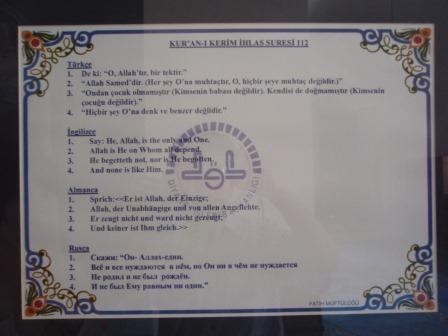 KUR'AN-I KERİM İHLAS SURESİ 112
Türkçe
1. De ki: "O, Allah'tır, bir tektir."
2. "Allah Samed'dir. (Her şey O'na muhtaçtır, O, hiçbir şeye muhtaç değildir.)"
3. "Ondan çocuk olmamıştır (Kimsenin babası değildir). Kendisi de doğmamıştır (Kimsenin
çocuğu değildir)."
4. "Hiçbir şey O'na denk ve benzer değildir."
İngilizce
1. Say: He, Allah, is the only and One.
2. Allah is He on Whom all depend.
3. He begetteth not, nor is He begotten.
4. And none is like Him.
Almanca
1. Sprich;<<Er ist Allah, der Einzige;
2. Allah, der Unabhängige und von allen Angeflehte.
3. Er zeugt nicht und ward nicht gezeugt;
4. Und keiner ist Ihm gleich.>>
Rusça
1. Скажи: "Он- Аллах-един.
2. Всё и все нуждаются в нём, но Он ни в чём не нуждается
3. Не родил и не был рожаён.
4. И не был Ему равным ни один."
FATİH MÜFTÜLÜĞÜ